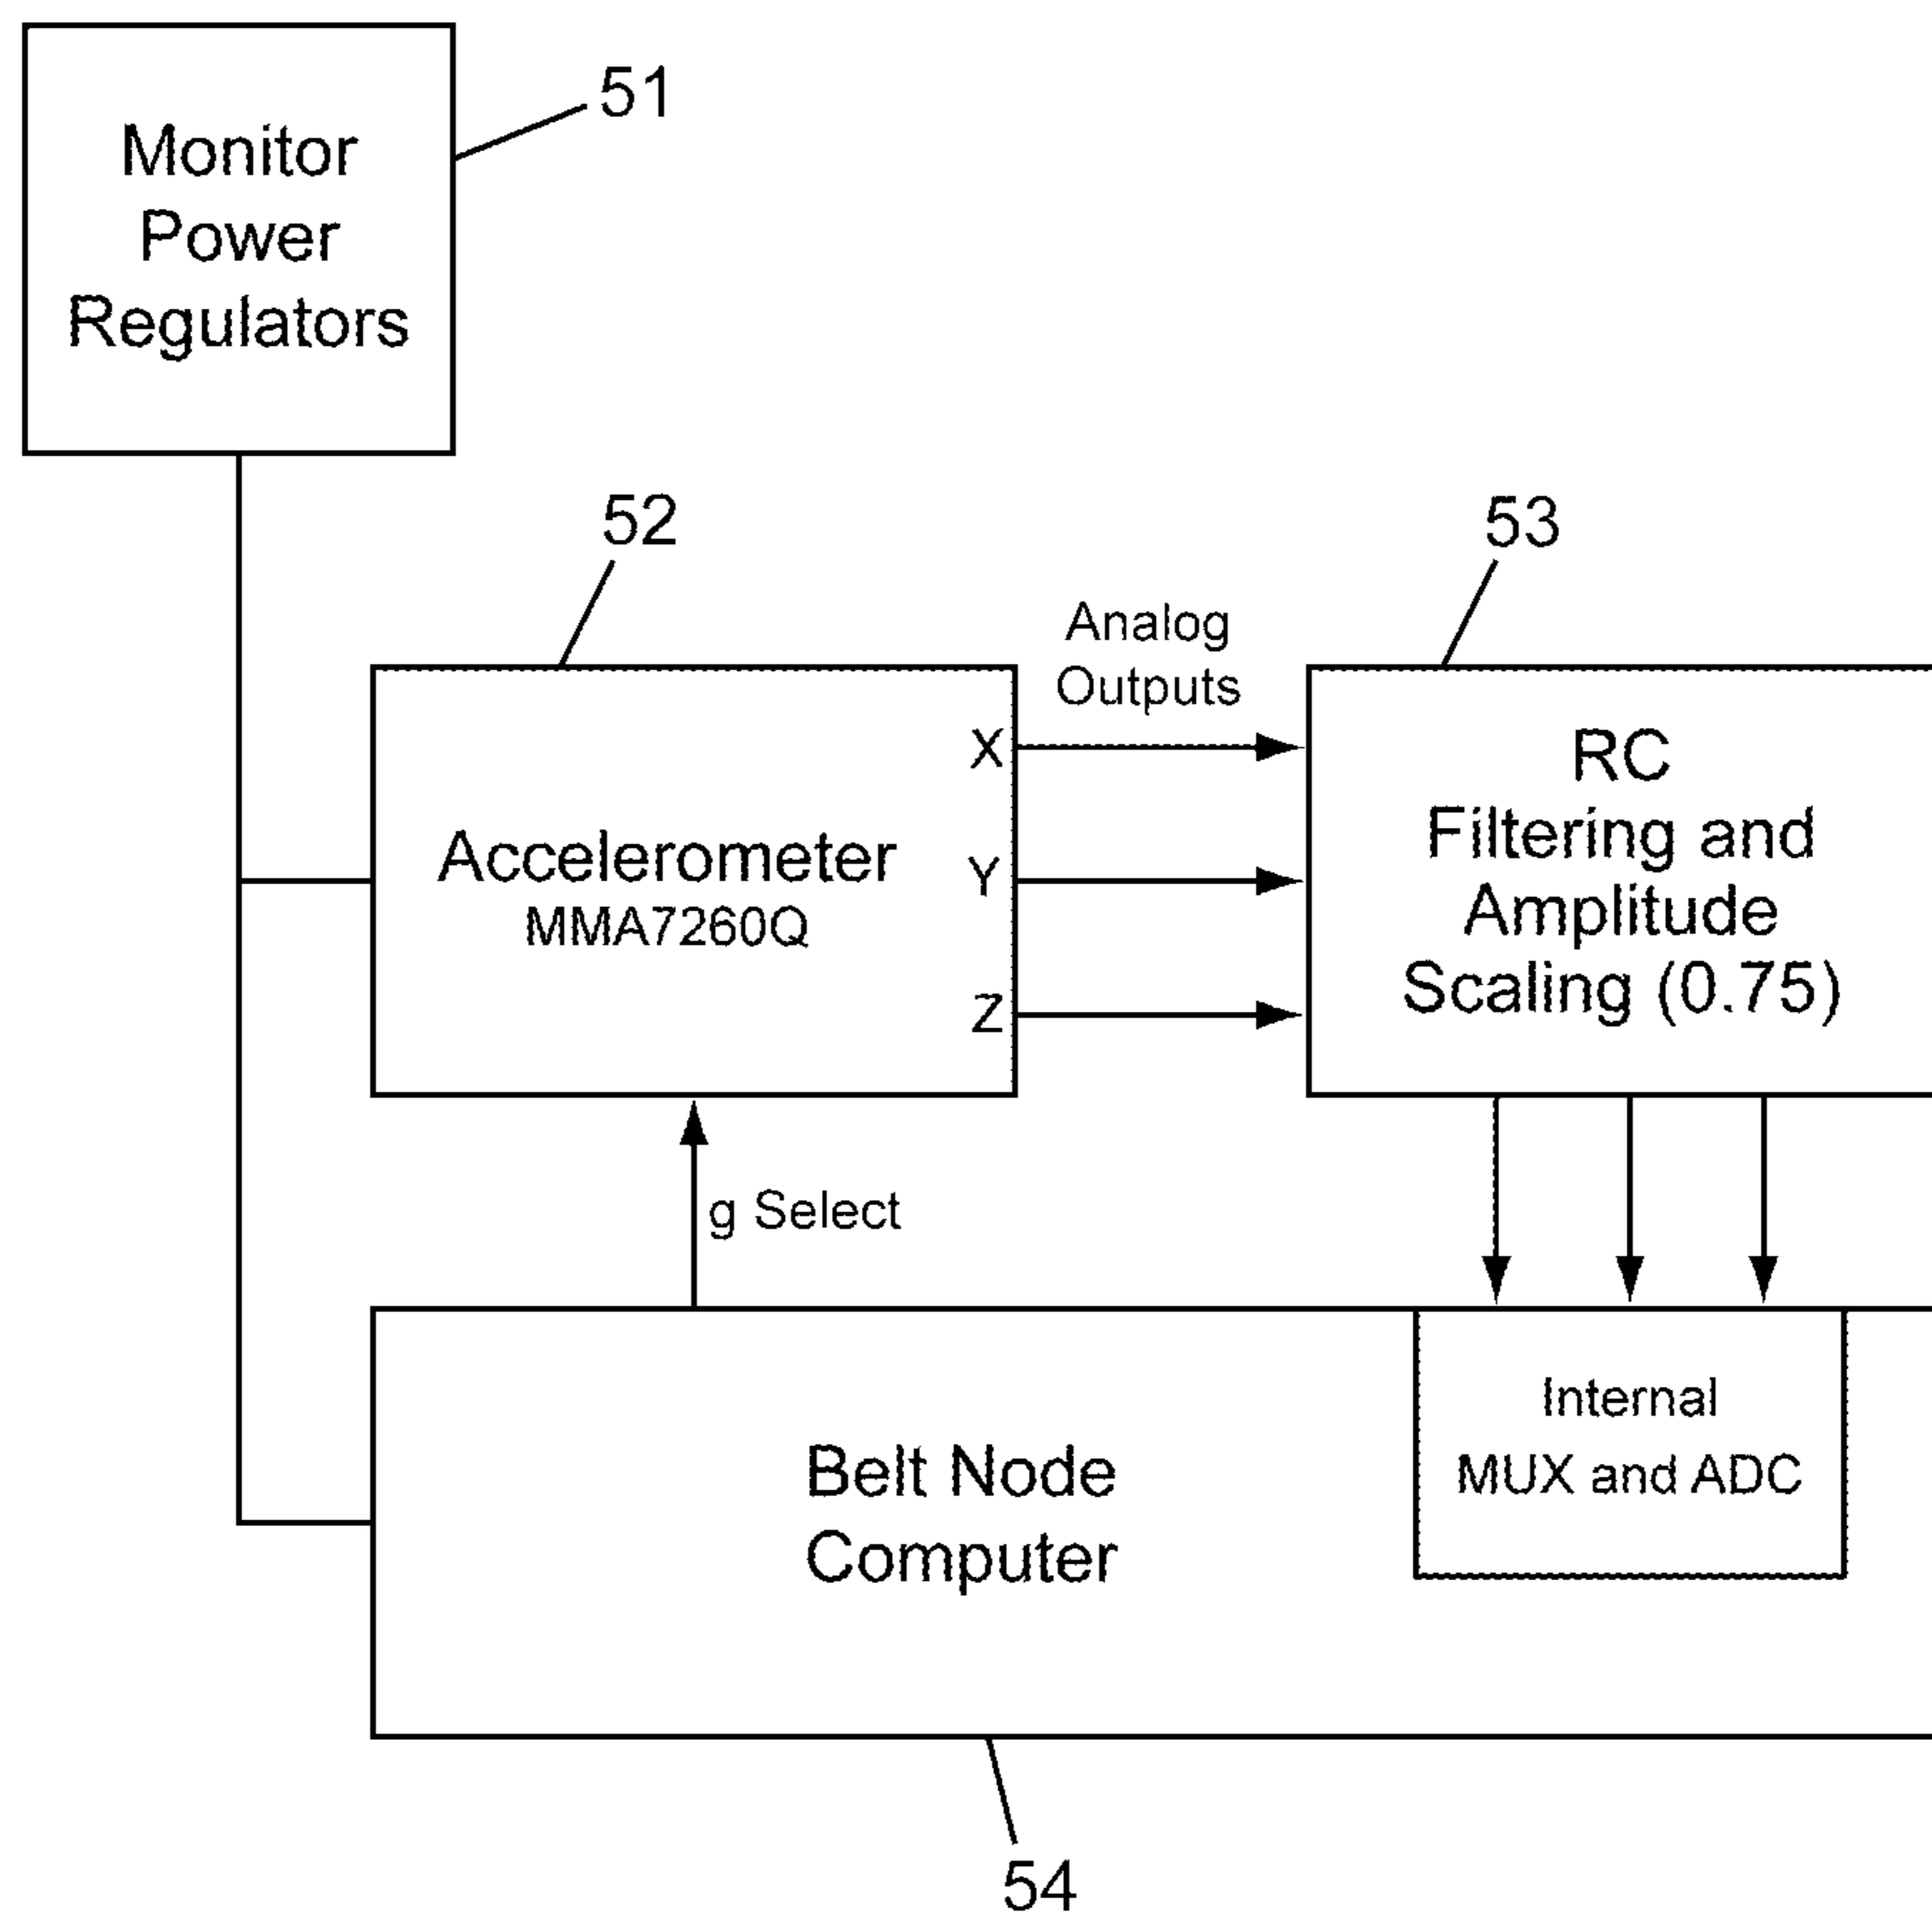 Monitor
Power
Regulators
51
52
53
Analog
Outputs
X
Y
Z
Accelerometer
MMA7260Q
RC
Filtering and
Amplitude
Scaling (0.75)
g Select
Belt Node
Computer
Internal
MUX and ADC
54